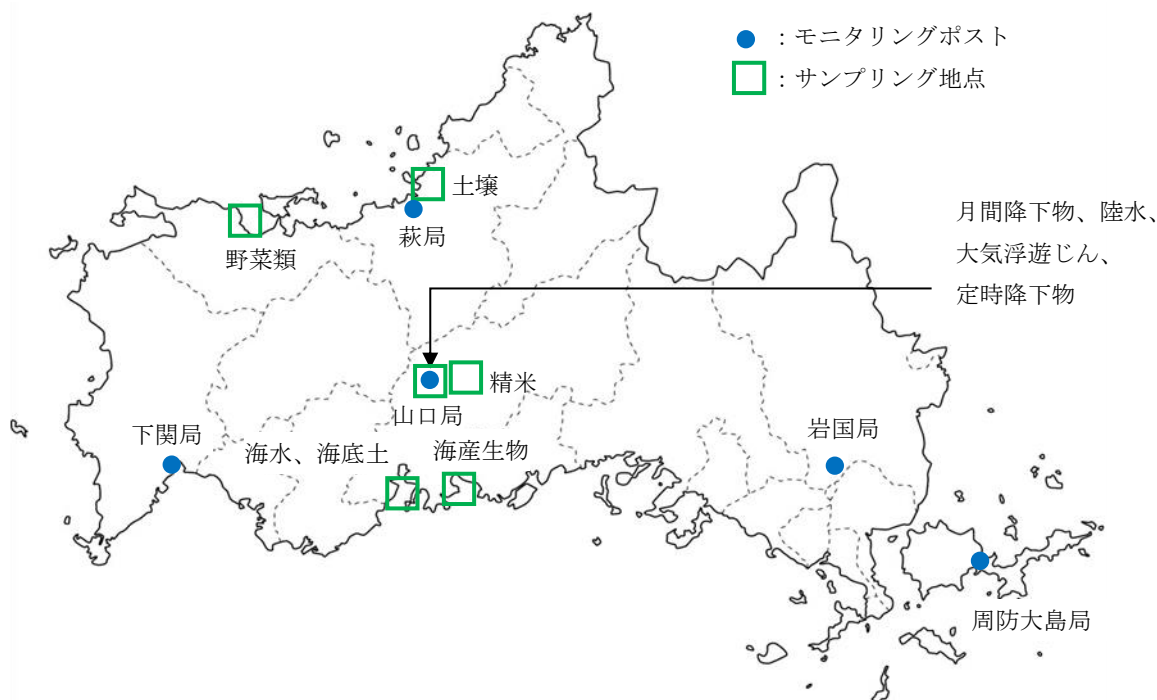 ：モニタリングポスト
：サンプリング地点
土壌
萩局
野菜類
月間降下物、陸水、
大気浮遊じん、
定時降下物
精米
山口局
下関局
海水、海底土
海産生物
岩国局
周防大島局